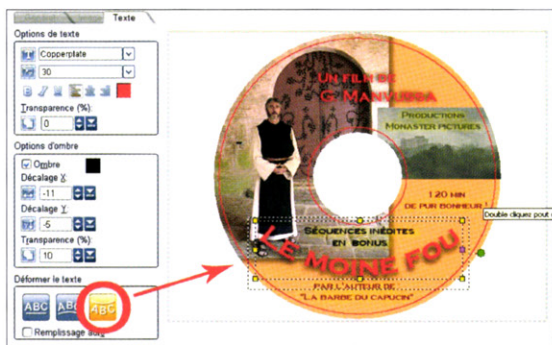 Texte
Options de texte
Copperplate
30
Transparence (%):
0
Options d'ombre
Ombre
Décalage X:
-11
Décalage Y:
-5
Transparence (%):
10
Déformer le texte
ABC
ABC
ABC
Remplissage
UN FILM DE
G. MANVUSSA
PRODUCTIONS
MONASTER PICTURES
120 MIN
DE PUR BONHEUR !
Double cliquez pour
SÉQUENCES INÉDITES
EN BONUS
LE MOINE FOU
PAR L'AUTEUR DE
"LA BARBE DU CAPUCIN"